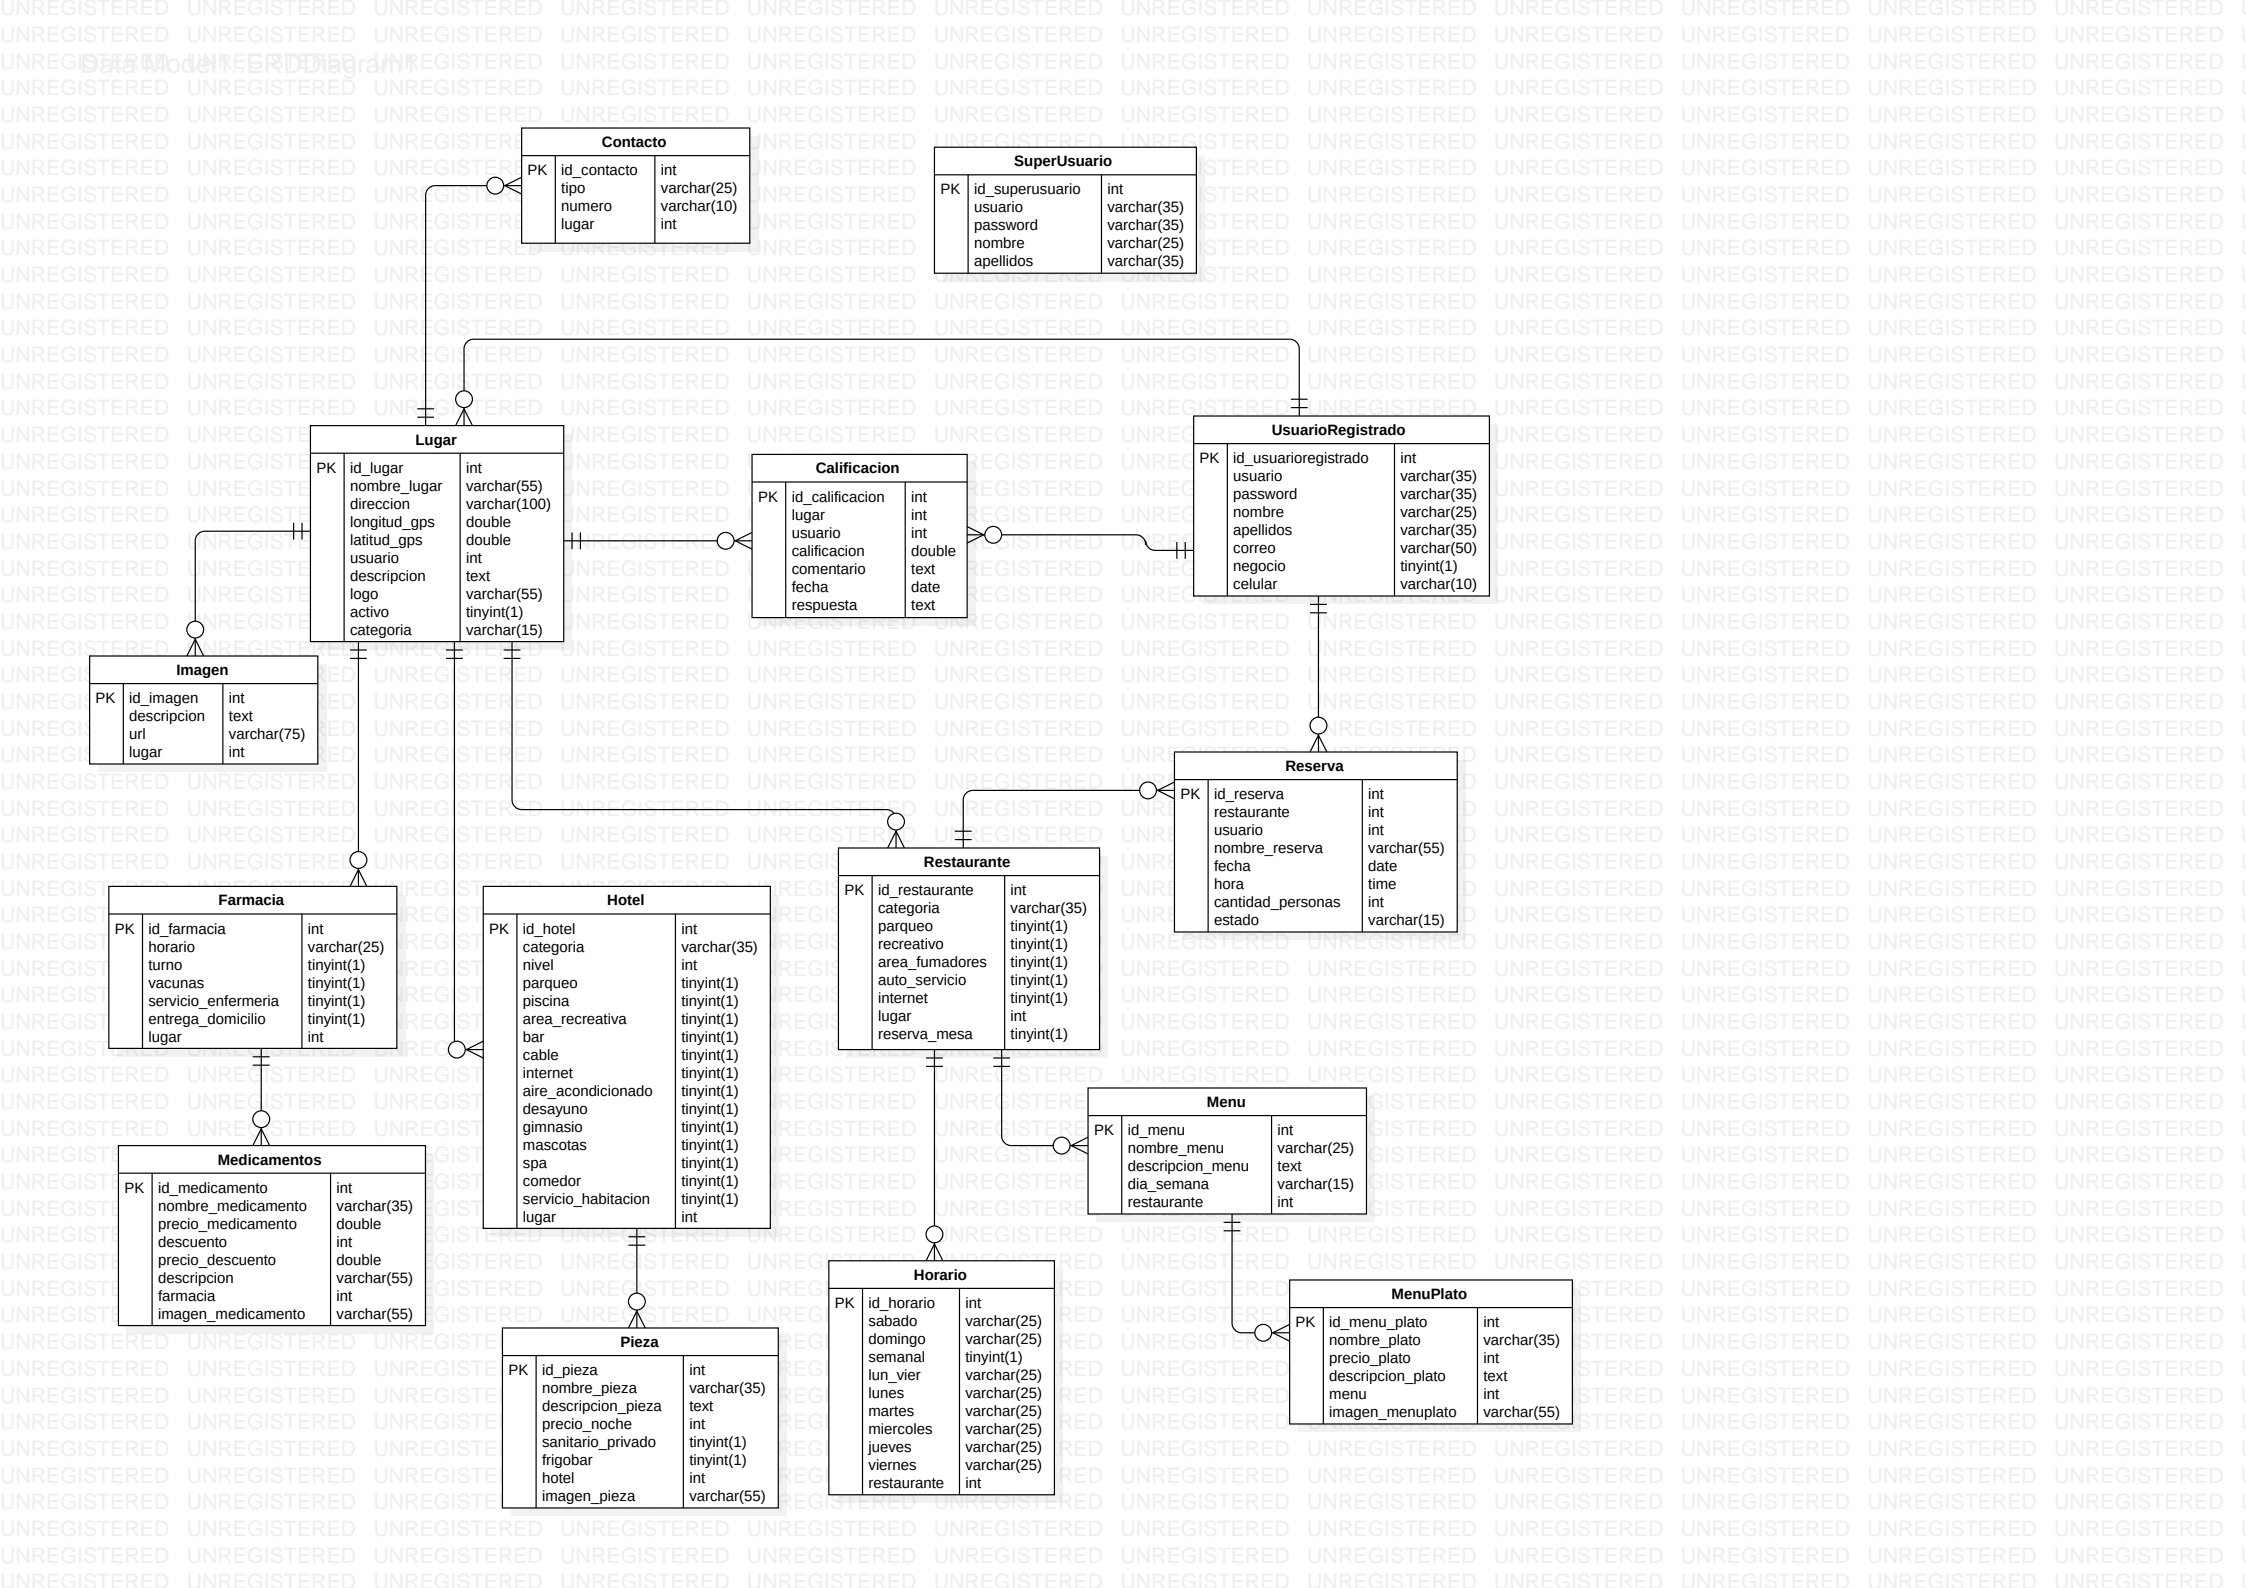 Data Model1::ERDDiagram1
UNREGISTERED
Contacto
PK id_contacto int
tipo varchar(25)
numero varchar(10)
lugar int
SuperUsuario
PK id_superusuario int
usuario varchar(35)
password varchar(35)
nombre varchar(25)
apellidos varchar(35)
Lugar
PK id_lugar int
nombre_lugar varchar(55)
direccion varchar(100)
longitud_gps double
latitud_gps double
usuario int
descripcion text
logo varchar(55)
activo tinyint(1)
categoria varchar(15)
Calificacion
PK id_calificacion int
lugar int
usuario int
calificacion double
comentario text
fecha date
respuesta text
UsuarioRegistrado
PK id_usuarioregistrado int
usuario varchar(35)
password varchar(35)
nombre varchar(25)
apellidos varchar(35)
correo varchar(50)
negocio tinyint(1)
celular varchar(10)
Imagen
PK id_imagen int
descripcion text
url varchar(75)
lugar int
Reserva
PK id_reserva int
restaurante int
usuario int
nombre_reserva varchar(55)
fecha date
hora time
cantidad_personas int
estado varchar(15)
Farmacia
PK id_farmacia int
horario varchar(25)
turno tinyint(1)
vacunas tinyint(1)
servicio_enfermeria tinyint(1)
entrega_domicilio tinyint(1)
lugar int
Hotel
PK id_hotel int
categoria varchar(35)
nivel int
parqueo tinyint(1)
piscina tinyint(1)
area_recreativa tinyint(1)
bar tinyint(1)
cable tinyint(1)
internet tinyint(1)
aire_acondicionado tinyint(1)
desayuno tinyint(1)
gimnasio tinyint(1)
mascotas tinyint(1)
spa tinyint(1)
comedor tinyint(1)
servicio_habitacion tinyint(1)
lugar int
Restaurante
PK id_restaurante int
categoria varchar(35)
parqueo tinyint(1)
recreativo tinyint(1)
area_fumadores tinyint(1)
auto_servicio tinyint(1)
internet tinyint(1)
lugar int
reserva_mesa tinyint(1)
Menu
PK id_menu int
nombre_menu varchar(25)
descripcion_menu text
dia_semana varchar(15)
restaurante int
Medicamentos
PK id_medicamento int
nombre_medicamento varchar(35)
precio_medicamento double
descuento int
precio_descuento double
descripcion varchar(55)
farmacia int
imagen_medicamento varchar(55)
Pieza
PK id_pieza int
nombre_pieza varchar(35)
descripcion_pieza text
precio_noche int
sanitario_privado tinyint(1)
frigobar tinyint(1)
hotel int
imagen_pieza varchar(55)
Horario
PK id_horario int
sabado varchar(25)
domingo varchar(25)
semanal tinyint(1)
lun_vier varchar(25)
lunes varchar(25)
martes varchar(25)
miercoles varchar(25)
jueves varchar(25)
viernes varchar(25)
restaurante int
MenuPlato
PK id_menu_plato int
nombre_plato varchar(35)
precio_plato int
descripcion_plato text
menu int
imagen_menuplato varchar(55)